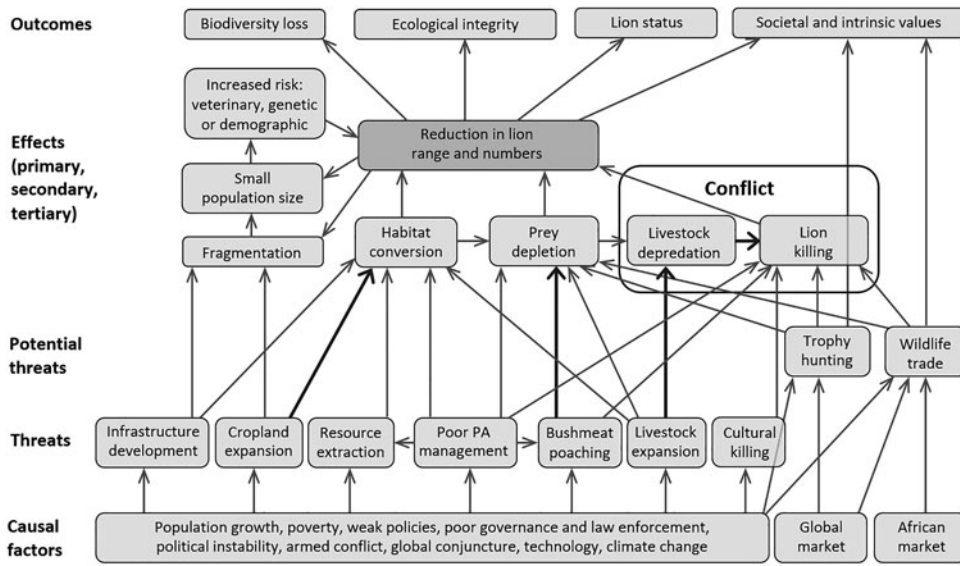 Outcomes
Biodiversity loss
Ecological integrity
Lion status
Societal and intrinsic values
Effects
(primary,
secondary,
tertiary)
Increased risk:
veterinary, genetic
or demographic
Reduction in lion
range and numbers
Small
population size
Conflict
Fragmentation
Habitat
conversion
Prey
depletion
Livestock
depredation
Lion
killing
Potential
threats
Trophy
hunting
Wildlife
trade
Threats
Infrastructure
development
Cropland
expansion
Resource
extraction
Poor PA
management
Bushmeat
poaching
Livestock
expansion
Cultural
killing
Causal
factors
Population growth, poverty, weak policies, poor governance and law enforcement,
political instability, armed conflict, global conjuncture, technology, climate change
Global
market
African
market